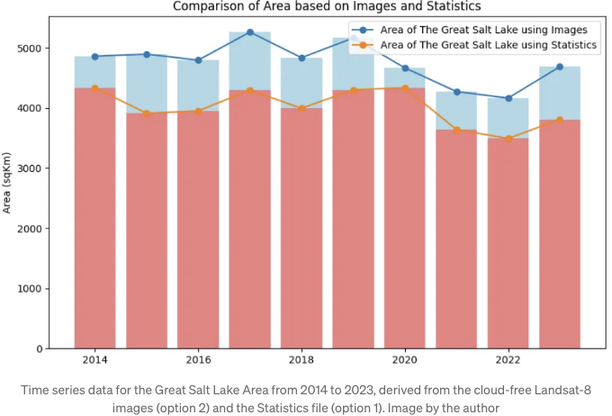 Comparison of Area based on Images and Statistics
Area of The Great Salt Lake using Images
Area of The Great Salt Lake using Statistics
Area (sqKm)
5000
4000
3000
2000
1000
0
2014 2016 2018 2020 2022
Time series data for the Great Salt Lake Area from 2014 to 2023, derived from the cloud-free Landsat-8
images (option 2) and the Statistics file (option 1). Image by the author